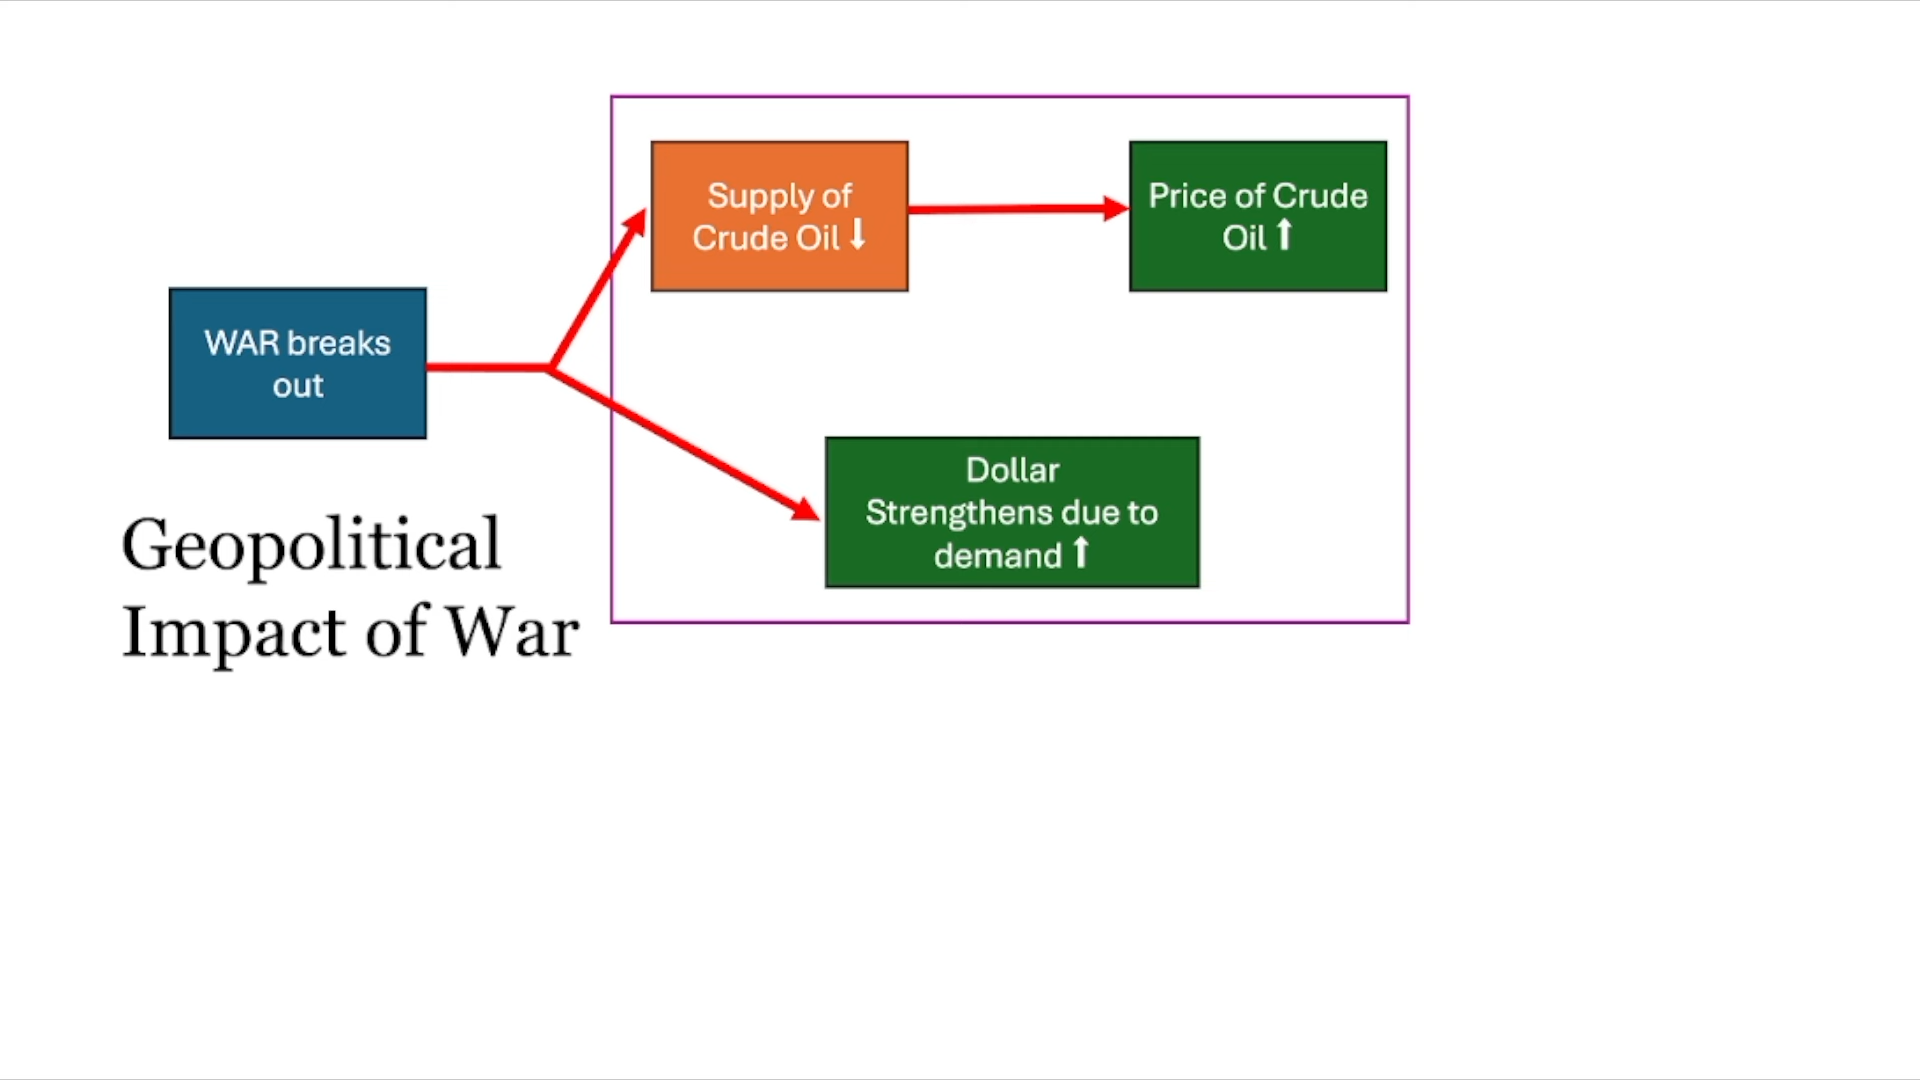 Supply of
Crude Oil ⬇
Price of Crude
Oil ⬆
WAR breaks
out
Dollar
Strengthens due to
demand ⬆
Geopolitical
Impact of War